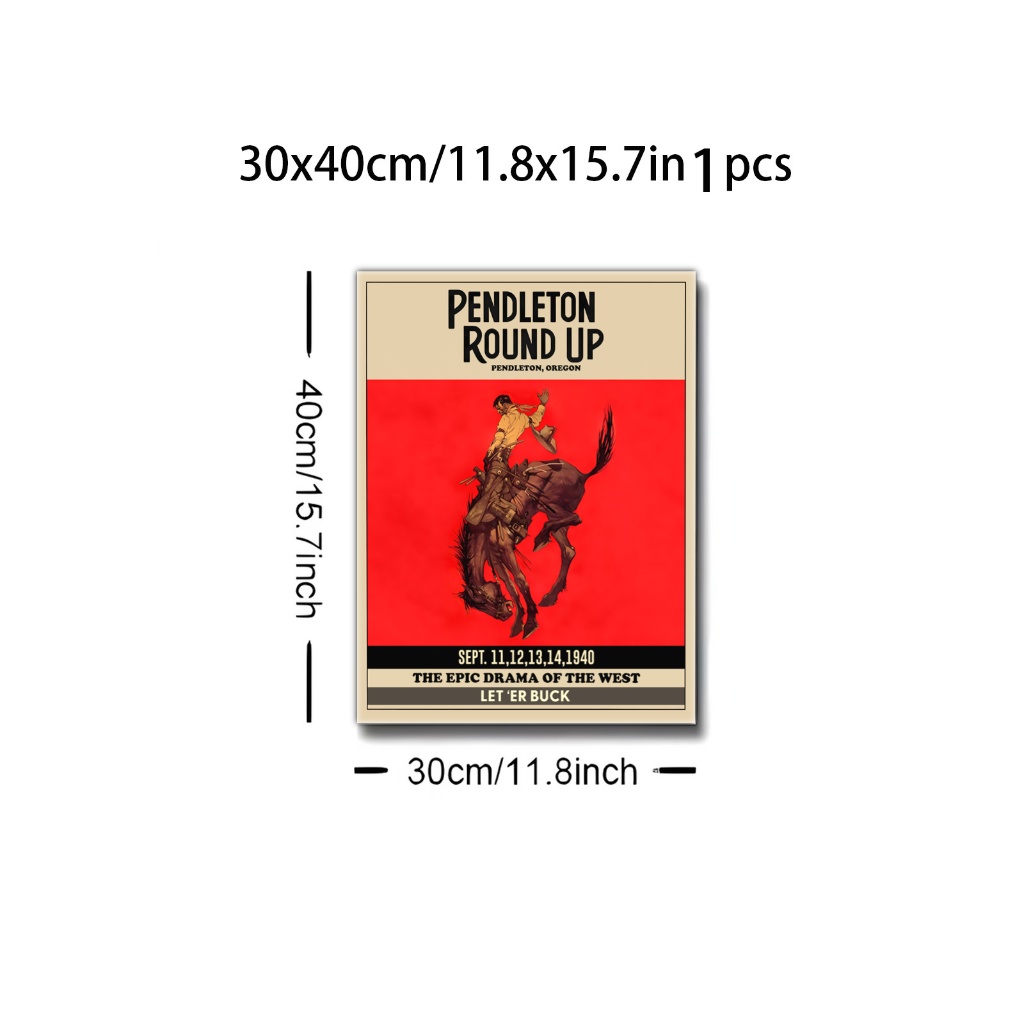 30x40cm/11.8x15.7in 1 pcs
PENDLETON
ROUND UP
PENDLETON, OREGON
SEPT. 11,12,13,14,1940
THE EPIC DRAMA OF THE WEST
LET 'ER BUCK
40cm/15.7inch
30cm/11.8inch